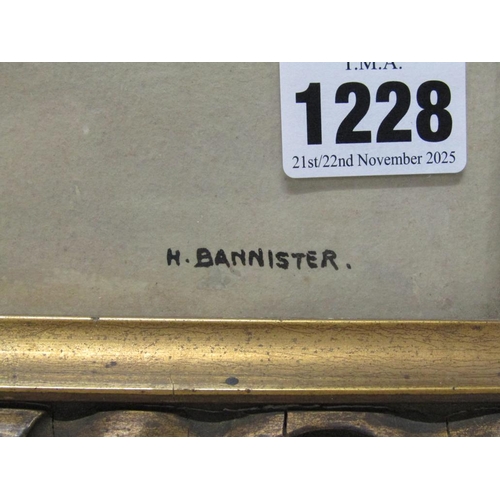 T.M.A.
1228
21st/22nd November 2025
H. BANNISTER.